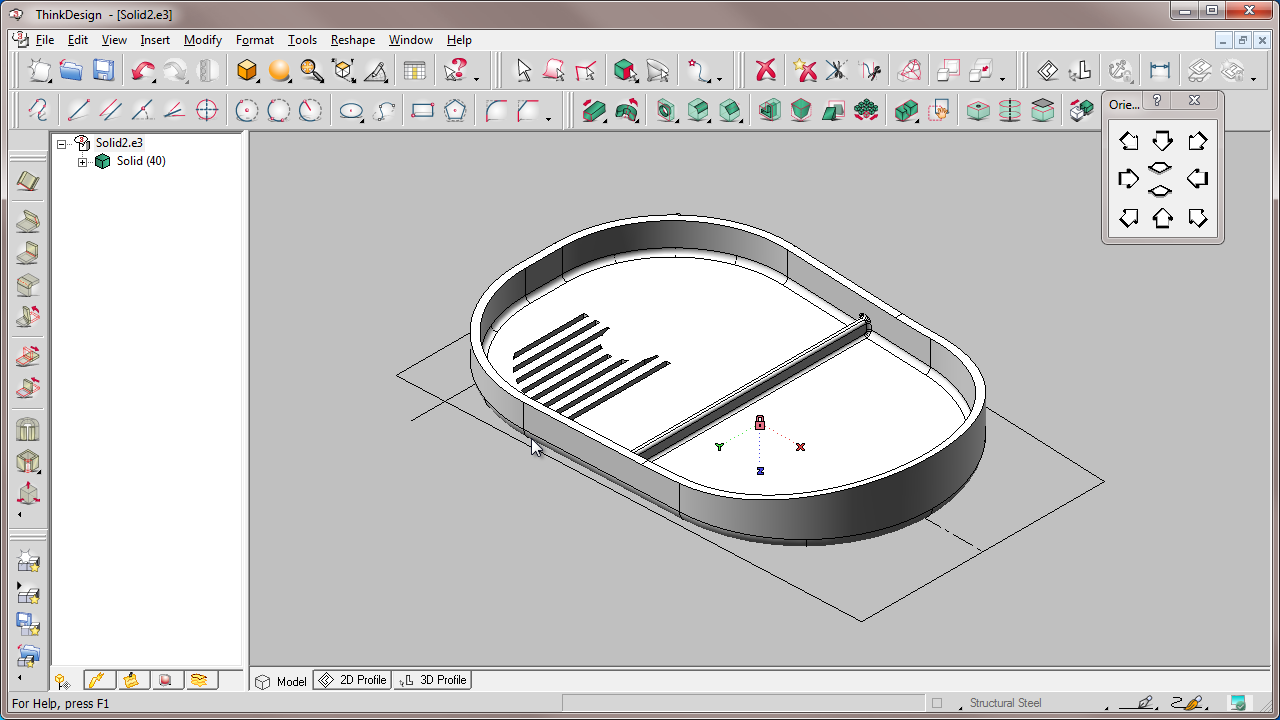 ThinkDesign - [Solid2.e3]
File Edit View Insert Modify Format Tools Reshape Window Help
Orie...
Solid2.e3
Solid (40)
Y X
Z
Model 2D Profile 3D Profile
For Help, press F1 Structural Steel